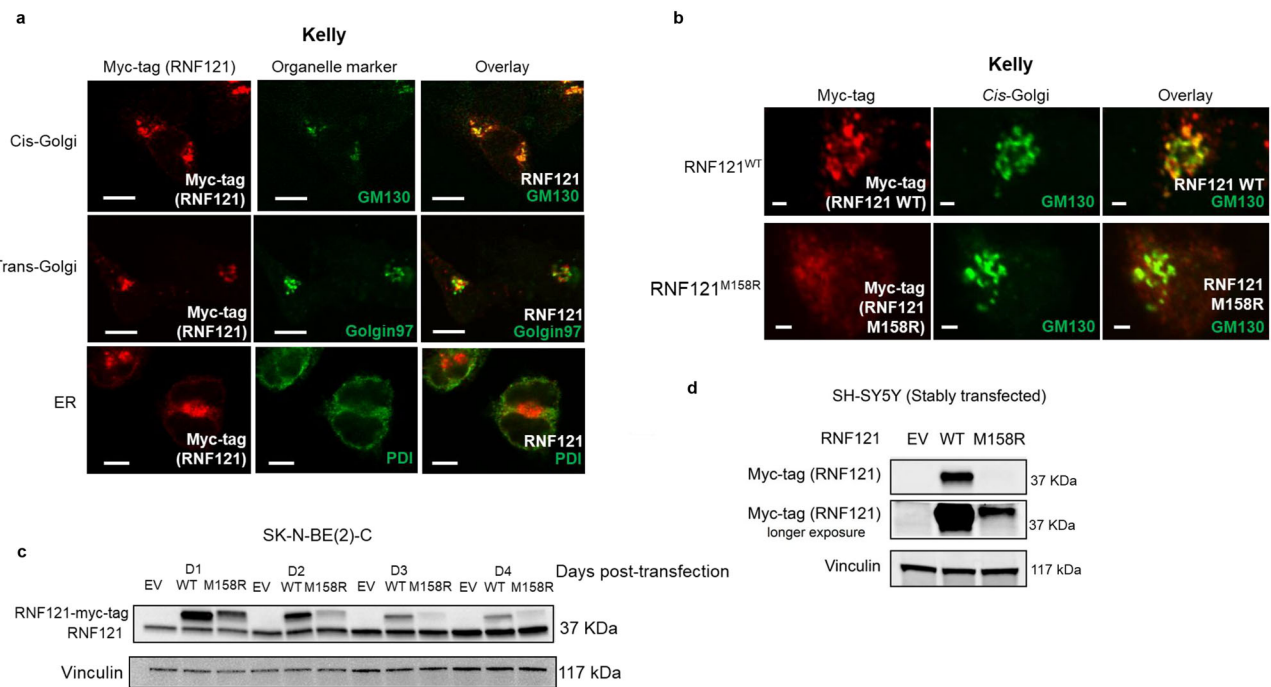 a
Kelly
Myc-tag (RNF121) Organelle marker Overlay
Cis-Golgi
Myc-tag
(RNF121)
GM130
RNF121
GM130
Trans-Golgi
Myc-tag
(RNF121)
Golgin97
RNF121
Golgin97
ER
Myc-tag
(RNF121)
PDI
RNF121
PDI
b
Kelly
Myc-tag Cis-Golgi Overlay
RNF121WT
Myc-tag
(RNF121 WT)
GM130
RNF121 WT
GM130
RNF121M158R
Myc-tag
(RNF121
M158R)
GM130
RNF121
M158R
GM130
c
SK-N-BE(2)-C
D1 D2 D3 D4 Days post-transfection
EV WT M158R EV WT M158R EV WT M158R EV WT M158R
RNF121-myc-tag
RNF121
37 KDa
Vinculin 117 kDa
d
SH-SY5Y (Stably transfected)
RNF121 EV WT M158R
Myc-tag (RNF121) 37 KDa
Myc-tag (RNF121)
longer exposure
37 KDa
Vinculin 117 kDa